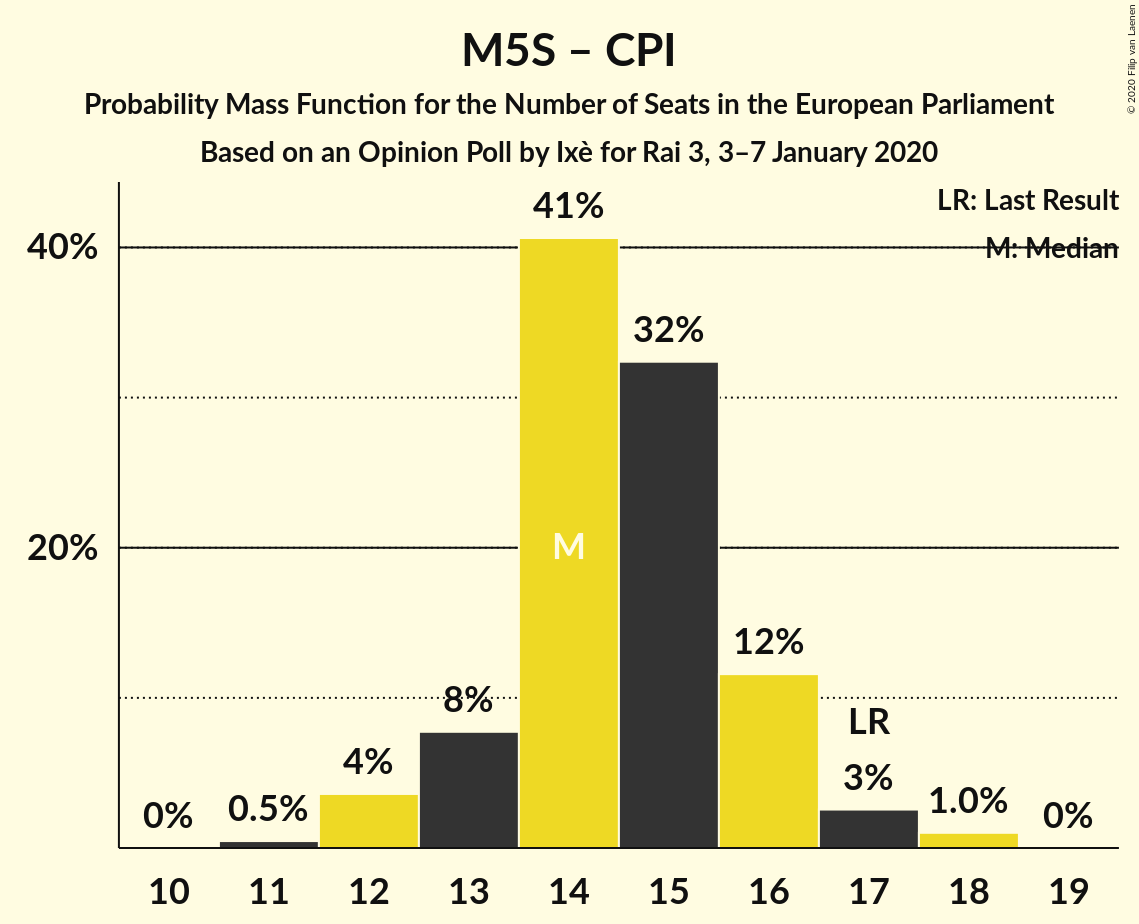 M5S – CPI
Probability Mass Function for the Number of Seats in the European Parliament
Based on an Opinion Poll by Ixè for Rai 3, 3–7 January 2020
© 2020 Filip van Laenen
LR: Last Result
M: Median
40%
20%
0%
0.5%
4%
8%
41%
M
32%
12%
LR
3%
1.0%
0%
10 11 12 13 14 15 16 17 18 19